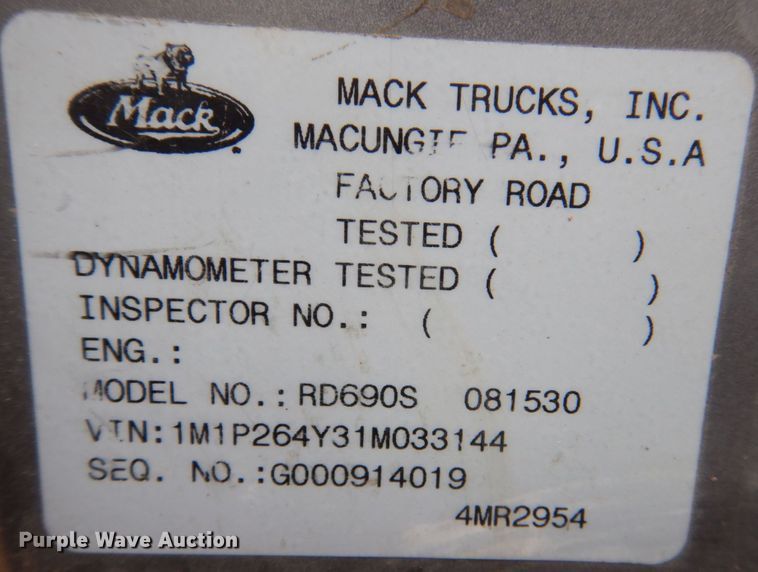 Mack
MACK TRUCKS, INC.
MACUNGIE PA., U.S.A
FACTORY ROAD
TESTED ( )
DYNAMOMETER TESTED ( )
INSPECTOR NO.: ( )
ENG.:
MODEL NO.: RD690S 081530
VIN:1M1P264Y31M033144
SEQ. NO.:G000914019
4MR2954
Purple Wave Auction